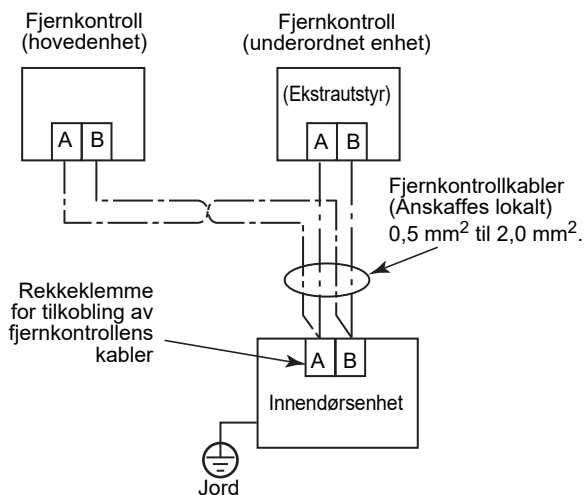 Fjernkontroll
(hovedenhet)
Fjernkontroll
(underordnet enhet)
(Ekstrautstyr)
A B
A B
Fjernkontrollkabler
(Anskaffes lokalt)
0,5 mm² til 2,0 mm².
Rekkeklemme
for tilkobling av
fjernkontrollens
kabler
A B
Innendørsenhet
Jord